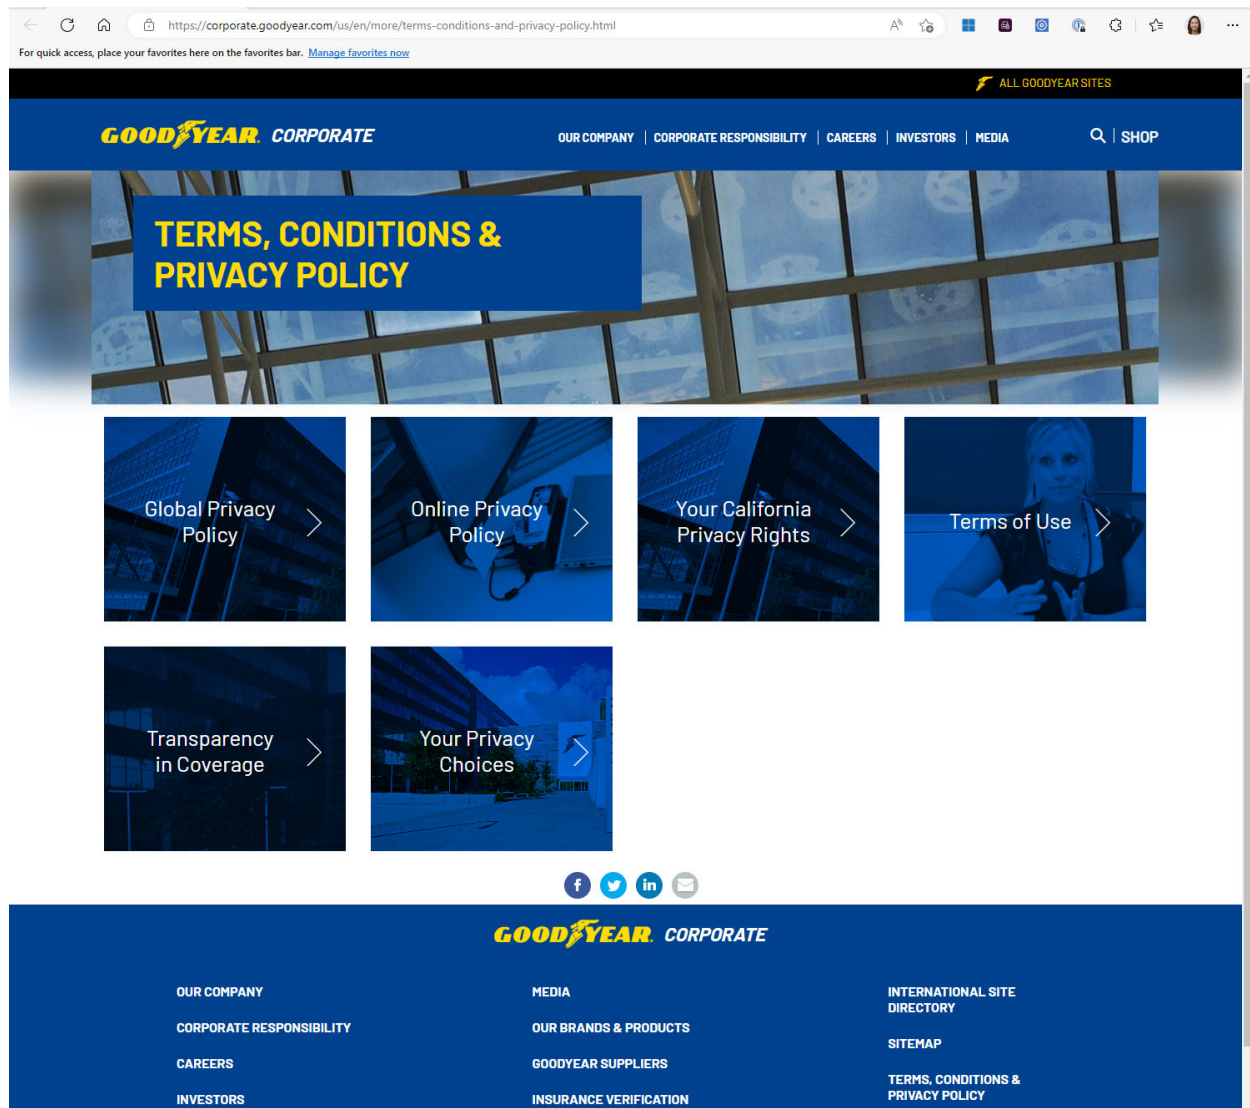 https://corporate.goodyear.com/us/en/more/terms-conditions-and-privacy-policy.html
For quick access, place your favorites here on the favorites bar. Manage favorites now
ALL GOODYEAR SITES
GOODYEAR. CORPORATE
OUR COMPANY | CORPORATE RESPONSIBILITY | CAREERS | INVESTORS | MEDIA
SHOP
TERMS, CONDITIONS &
PRIVACY POLICY
Global Privacy
Policy
Online Privacy
Policy
Your California
Privacy Rights
Terms of Use
Transparency
in Coverage
Your Privacy
Choices
GOODYEAR. CORPORATE
OUR COMPANY
CORPORATE RESPONSIBILITY
CAREERS
INVESTORS
MEDIA
OUR BRANDS & PRODUCTS
GOODYEAR SUPPLIERS
INSURANCE VERIFICATION
INTERNATIONAL SITE
DIRECTORY
SITEMAP
TERMS, CONDITIONS &
PRIVACY POLICY